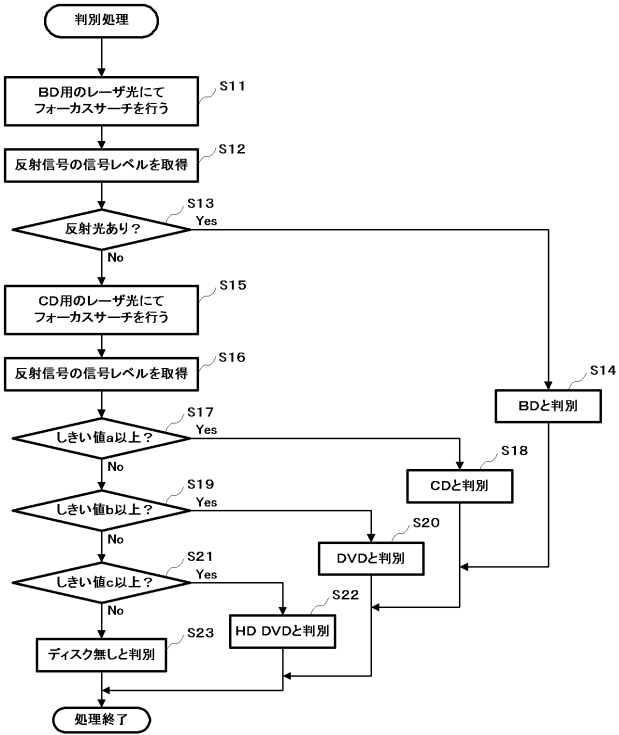 判別処理
BD用のレーザ光にて
フォーカスサーチを行う
S11
反射信号の信号レベルを取得
S12
反射光あり？
S13
Yes
No
CD用のレーザ光にて
フォーカスサーチを行う
S15
反射信号の信号レベルを取得
S16
BDと判別
S14
しきい値a以上？
S17
Yes
No
CDと判別
S18
しきい値b以上？
S19
Yes
No
DVDと判別
S20
しきい値c以上？
S21
Yes
No
HD DVDと判別
S22
ディスク無しと判別
S23
処理終了